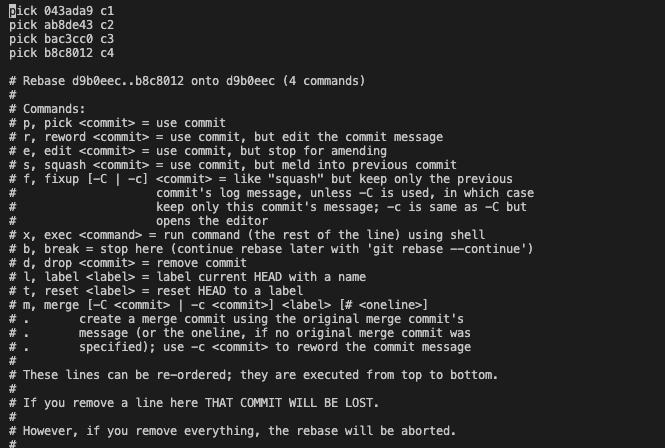 pick 043ada9 c1
pick ab8de43 c2
pick bac3cc0 c3
pick b8c8012 c4
# Rebase d9b0eec..b8c8012 onto d9b0eec (4 commands)
#
# Commands:
# p, pick <commit> = use commit
# r, reword <commit> = use commit, but edit the commit message
# e, edit <commit> = use commit, but stop for amending
# s, squash <commit> = use commit, but meld into previous commit
# f, fixup [-C | -c] <commit> = like "squash" but keep only the previous
#                    commit's log message, unless -C is used, in which case
#                    keep only this commit's message; -c is same as -C but
#                    opens the editor
# x, exec <command> = run command (the rest of the line) using shell
# b, break = stop here (continue rebase later with 'git rebase --continue')
# d, drop <commit> = remove commit
# l, label <label> = label current HEAD with a name
# t, reset <label> = reset HEAD to a label
# m, merge [-C <commit> | -c <commit>] <label> [# <oneline>]
# .       create a merge commit using the original merge commit's
# .       message (or the oneline, if no original merge commit was
# .       specified); use -c <commit> to reword the commit message
#
# These lines can be re-ordered; they are executed from top to bottom.
#
# If you remove a line here THAT COMMIT WILL BE LOST.
#
# However, if you remove everything, the rebase will be aborted.
#